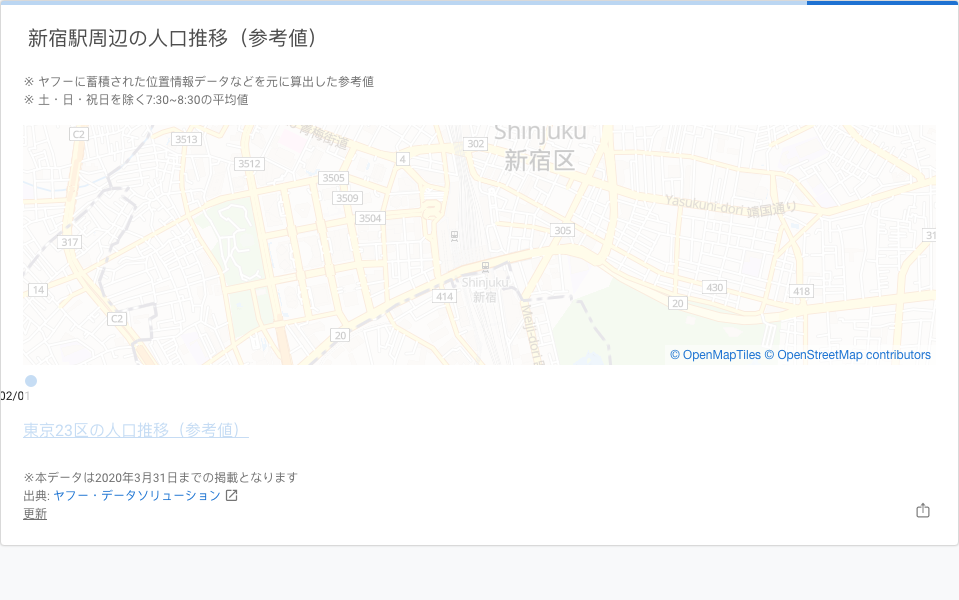 新宿駅周辺の人口推移（参考値）
※ ヤフーに蓄積された位置情報データなどを元に算出した参考値
※ 土・日・祝日を除く7:30~8:30の平均値
C2
3513
青梅街道
302
Shinjuku
新宿区
3512
4
3505
3509
3504
Yasukuni-dori 靖国通り
317
305
31
14
Shinjuku
新宿
414
430
418
20
C2
20
Meiji-dori
© OpenMapTiles © OpenStreetMap contributors
02/01
東京23区の人口推移（参考値）
※本データは2020年3月31日までの掲載となります
出典: ヤフー・データソリューション
更新